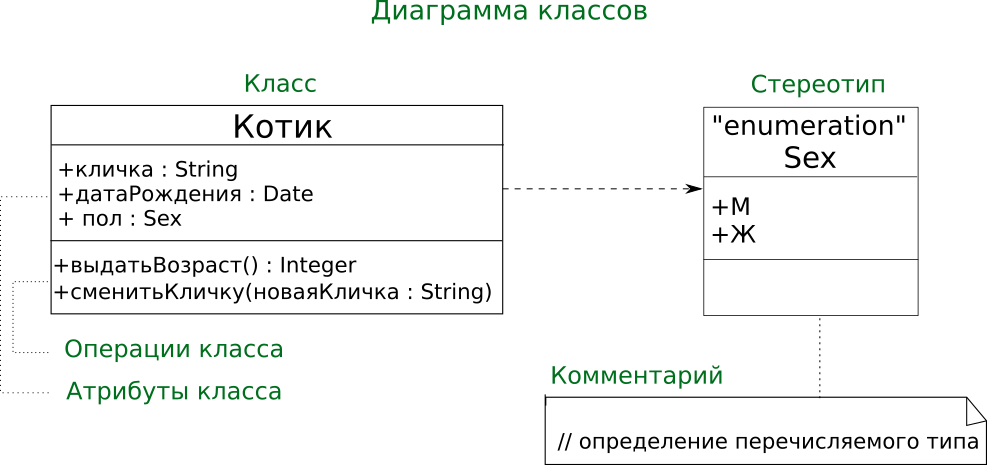 Диаграмма классов
Класс
Котик
+кличка : String
+датаРождения : Date
+ пол : Sex
+выдатьВозраст() : Integer
+сменитьКличку(новаяКличка : String)
Операции класса
Атрибуты класса
Стереотип
"enumeration"
Sex
+М
+Ж
Комментарий
// определение перечисляемого типа